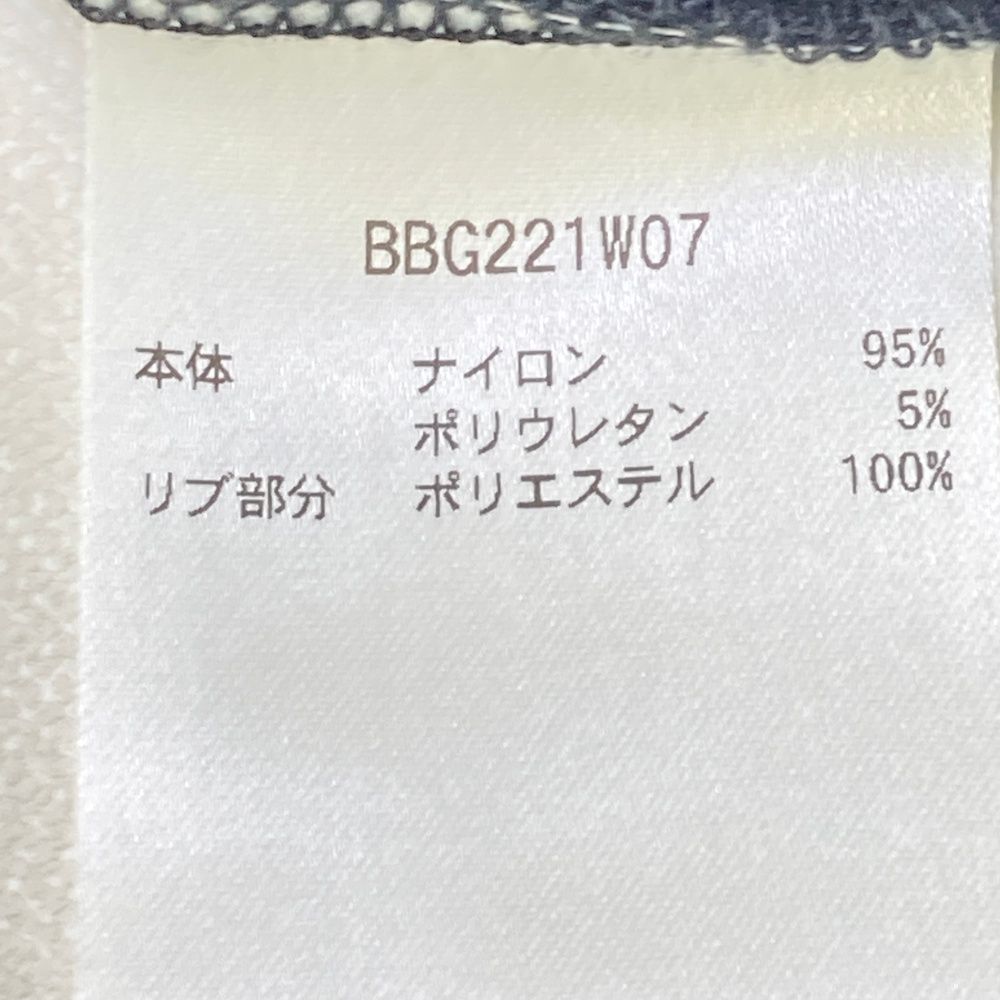 BBG221W07
本体 ナイロン 95%
ポリウレタン 5%
リブ部分 ポリエステル 100%